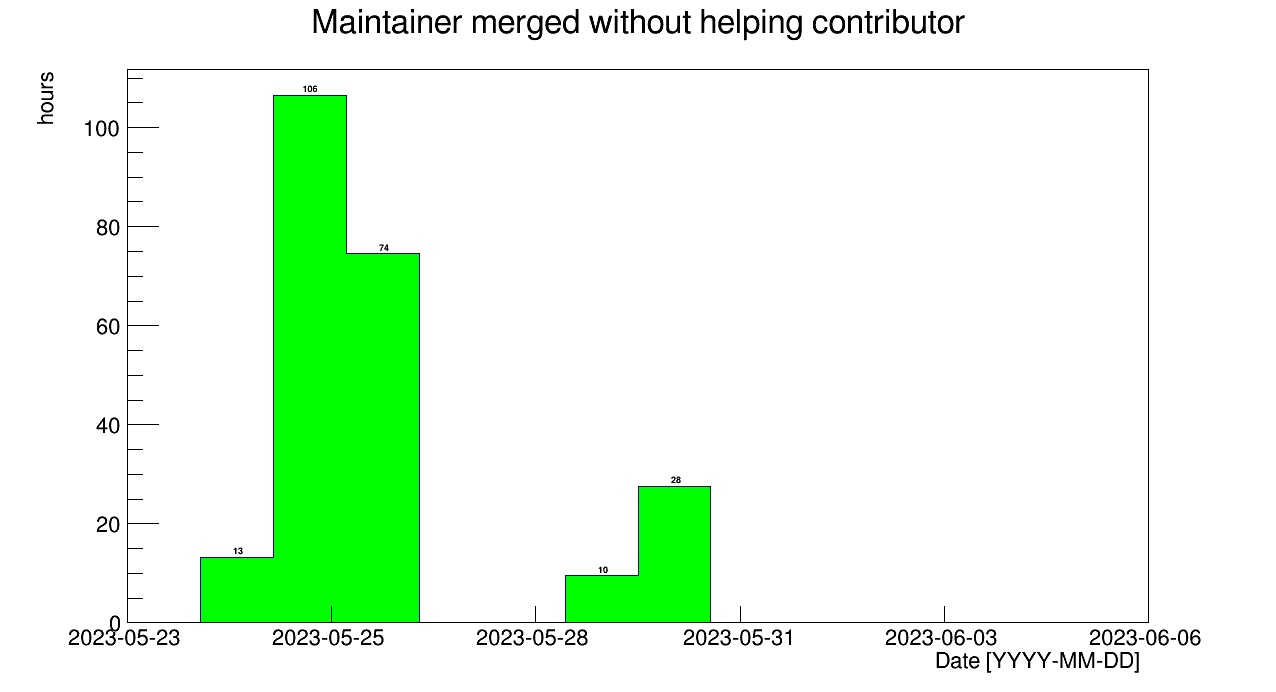 Maintainer merged without helping contributor
hours
106
100
80
74
60
40
28
20
13
10
0
2023-05-23 2023-05-25 2023-05-28 2023-05-31 2023-06-03 2023-06-06
Date [YYYY-MM-DD]